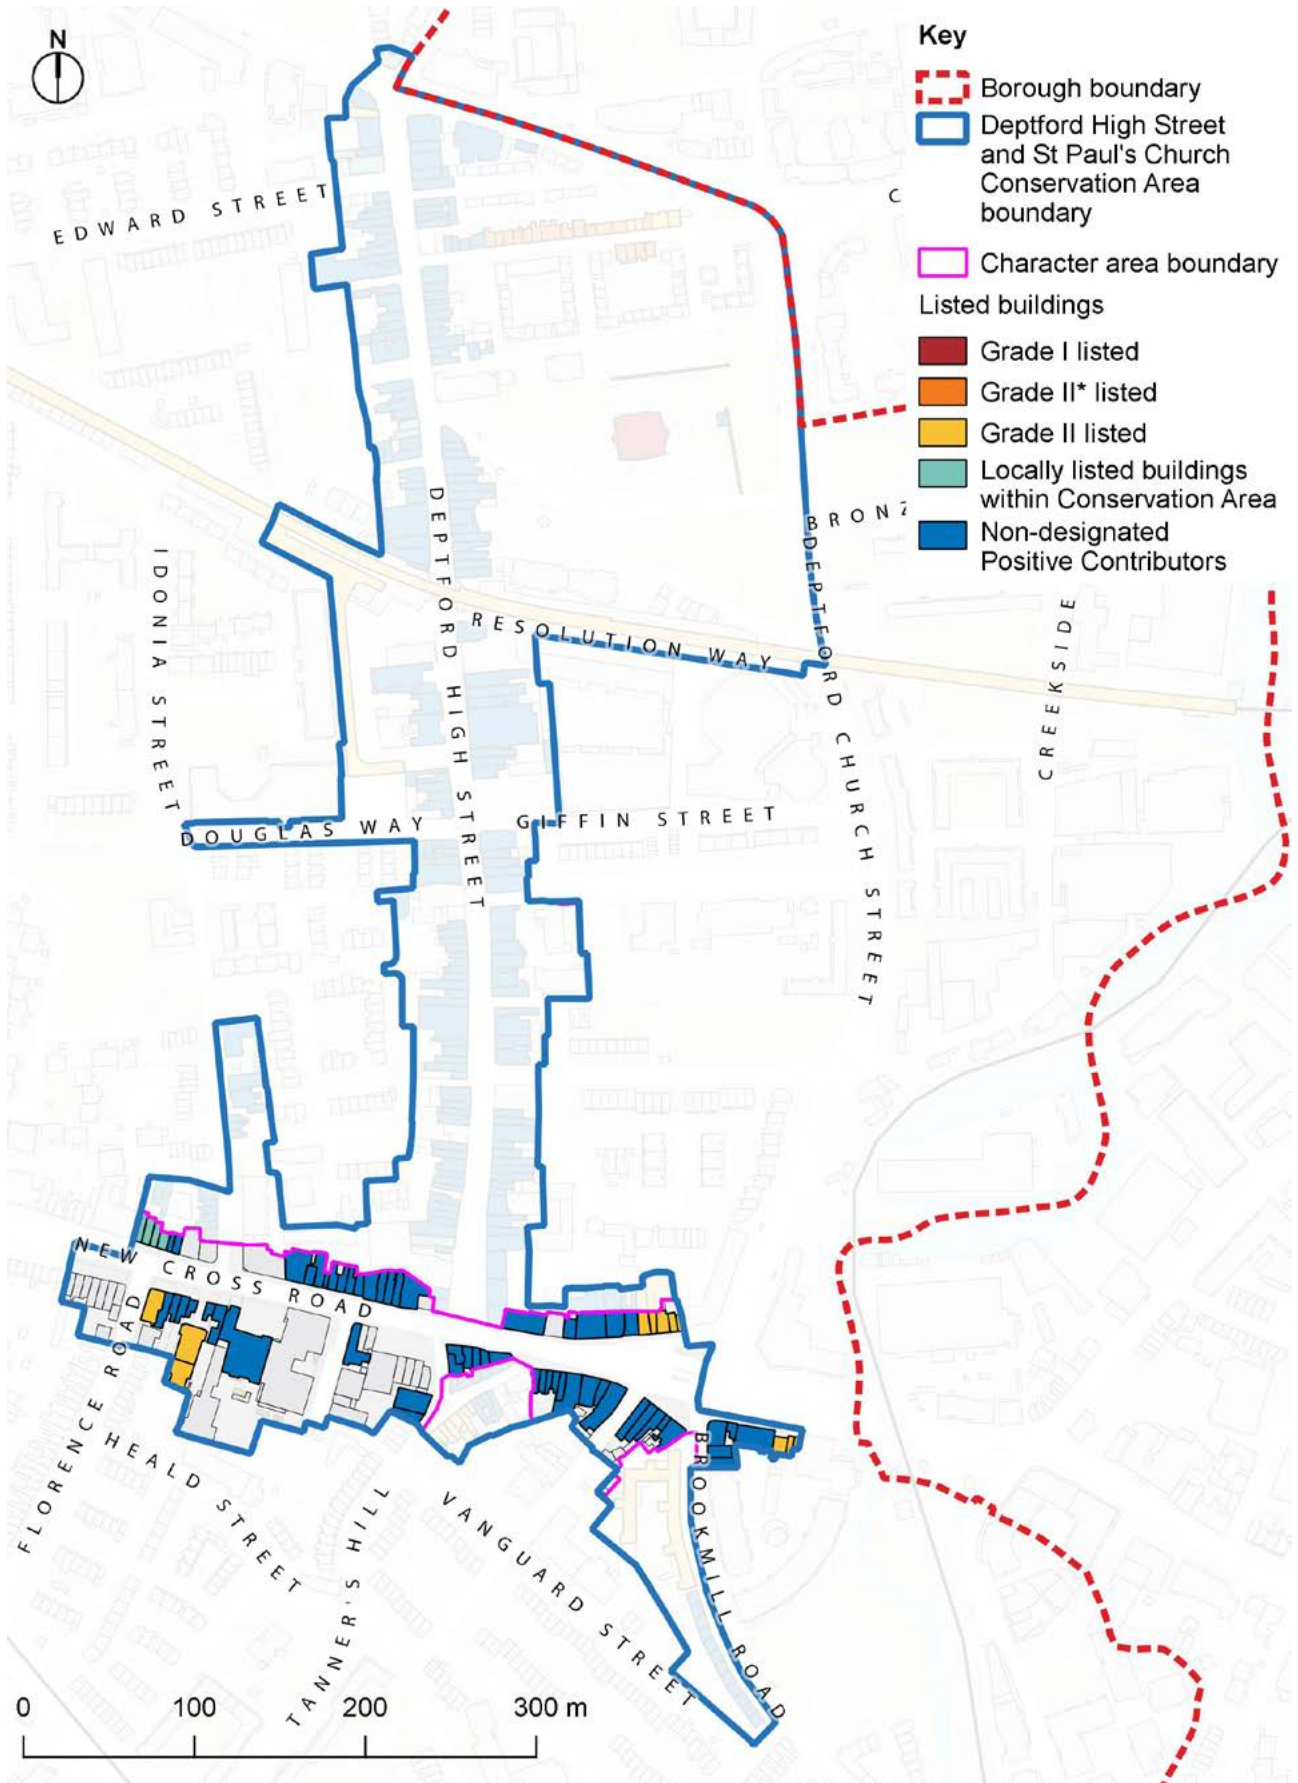 N
Key
Borough boundary
Deptford High Street
and St Paul's Church
Conservation Area
boundary
Character area boundary
Listed buildings
Grade I listed
Grade II* listed
Grade II listed
Locally listed buildings
within Conservation Area
Non-designated
Positive Contributors
EDWARD STREET
C
BRONZ
DEPTFORD HIGH STREET
IDONIA STREET
RESOLUTION WAY
DEPTFORD CHURCH STREET
CREEKSIDE
DOUGLAS WAY
GIFFIN STREET
NEW CROSS ROAD
FLORENCE ROAD
HEALD STREET
TANNER'S HILL
VANGUARD STREET
BROOKMILL ROAD
0 100 200 300 m